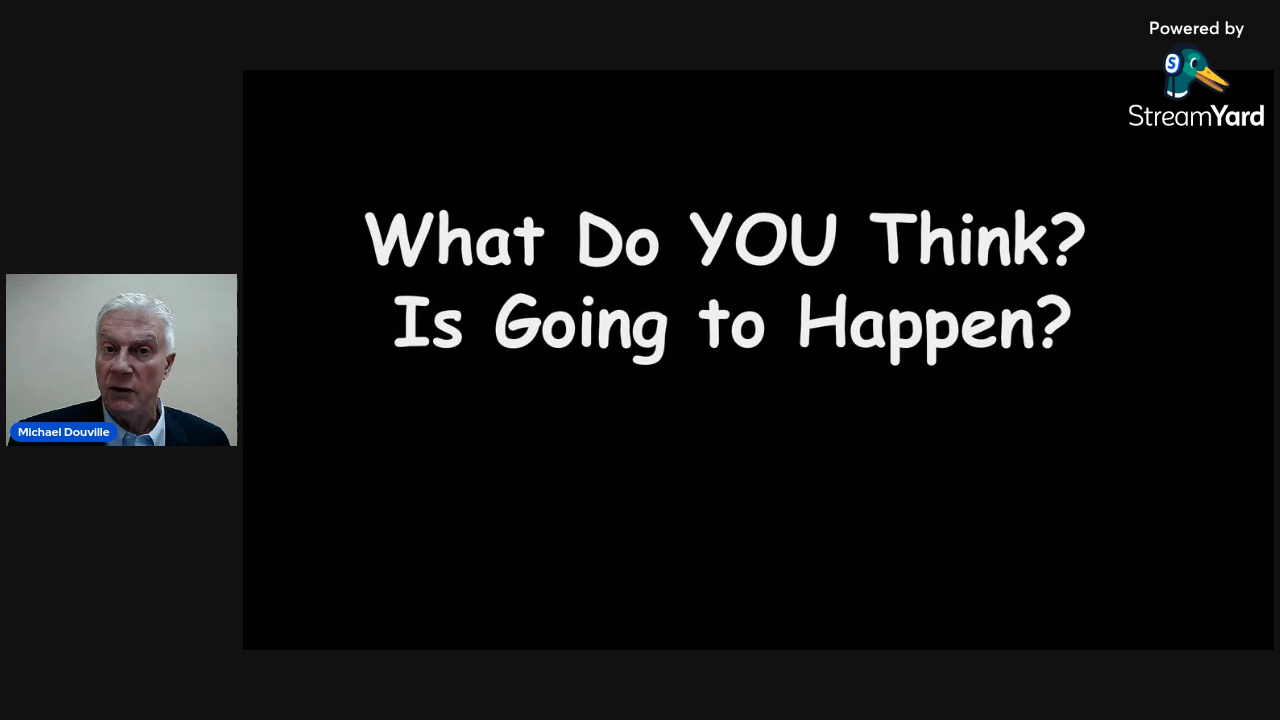 Powered by
S
StreamYard
What Do YOU Think?
Is Going to Happen?
Michael Douville